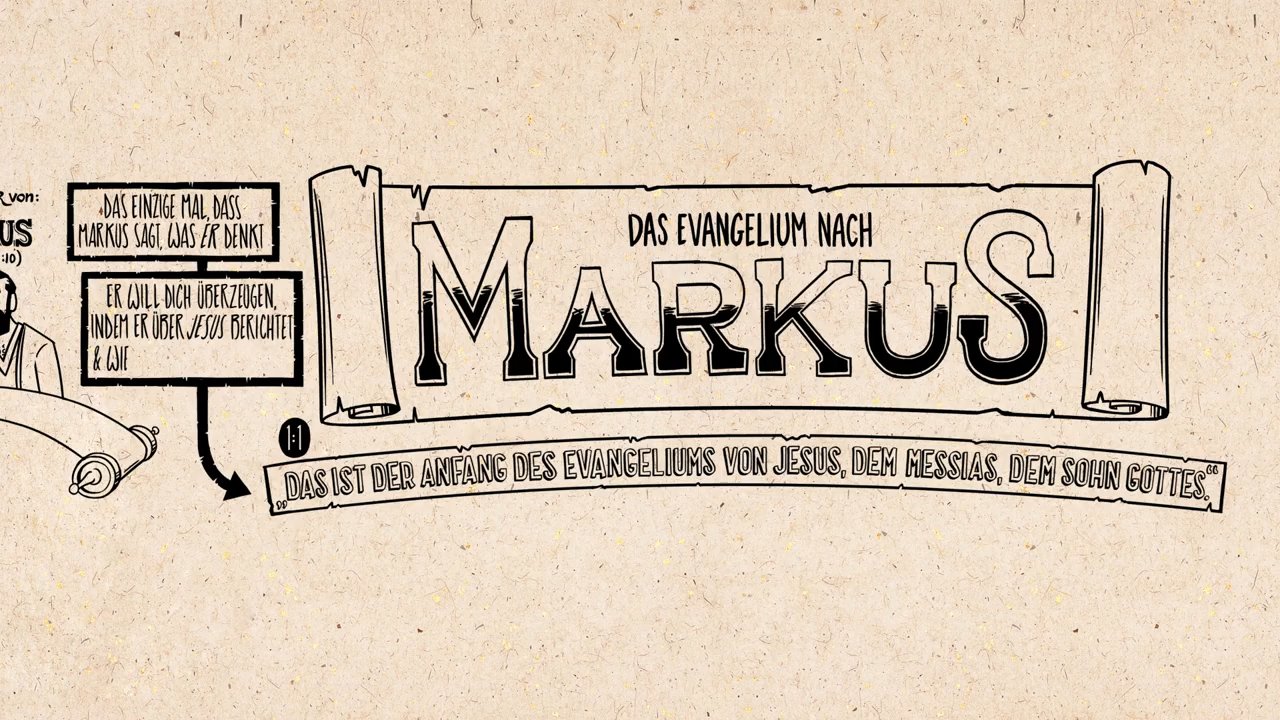 R von:
US
:10)
DAS EINZIGE MAL, DASS
MARKUS SAGT, WAS ER DENKT
ER WILL DICH ÜBERZEUGEN,
INDEM ER ÜBER JESUS BERICHTET
& WIE
DAS EVANGELIUM NACH
MARKUS
1:1
„DAS IST DER ANFANG DES EVANGELIUMS VON JESUS, DEM MESSIAS, DEM SOHN GOTTES.“